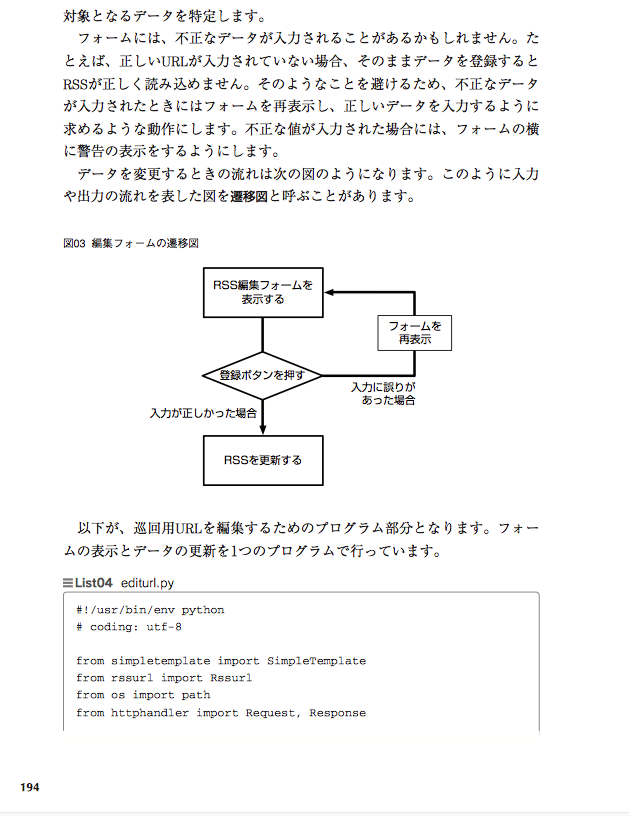 対象となるデータを特定します。
フォームには、不正なデータが入力されることがあるかもしれません。た
とえば、正しいURLが入力されていない場合、そのままデータを登録すると
RSSが正しく読み込めません。そのようなことを避けるため、不正なデータ
が入力されたときにはフォームを再表示し、正しいデータを入力するように
求めるような動作にします。不正な値が入力された場合には、フォームの横
に警告の表示をするようにします。
データを変更するときの流れは次の図のようになります。このように入力
や出力の流れを表した図を遷移図と呼ぶことがあります。
図03 編集フォームの遷移図
RSS編集フォームを
表示する
フォームを
再表示
登録ボタンを押す
入力に誤りが
あった場合
入力が正しかった場合
RSSを更新する
以下が、巡回用URLを編集するためのプログラム部分となります。フォー
ムの表示とデータの更新を1つのプログラムで行っています。
List04 editurl.py
#!/usr/bin/env python
# coding: utf-8
from simpletemplate import SimpleTemplate
from rssurl import Rssurl
from os import path
from httphandler import Request, Response
194